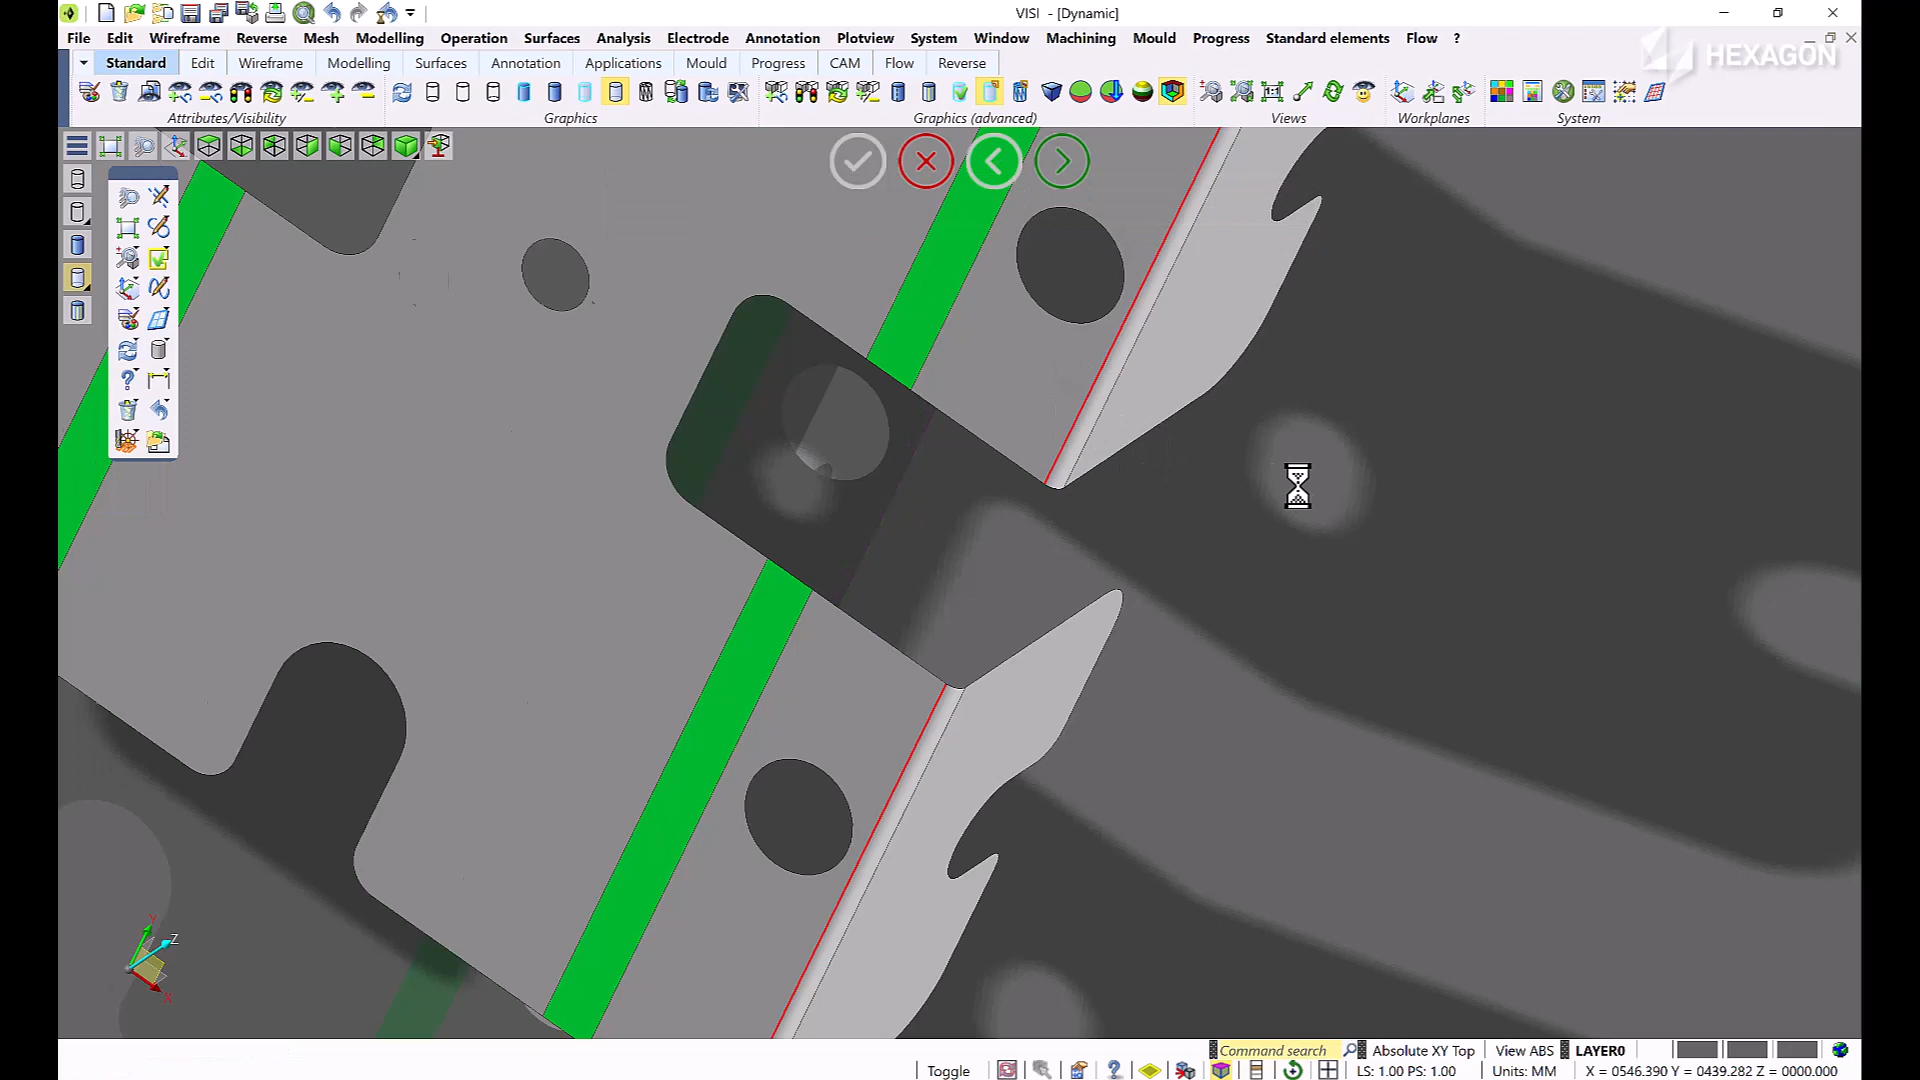 VISI - [Dynamic]
File Edit Wireframe Reverse Mesh Modelling Operation Surfaces Analysis Electrode Annotation Plotview System Window Machining Mould Progress Standard elements Flow ?
HEXAGON
Standard Edit Wireframe Modelling Surfaces Annotation Applications Mould Progress CAM Flow Reverse
Attributes/Visibility Graphics Graphics (advanced) Views Workplanes System
Y
Z
X
Command search Absolute XY Top View ABS LAYER0
Toggle LS: 1.00 PS: 1.00 Units: MM X = 0546.390 Y = 0439.282 Z = 0000.000